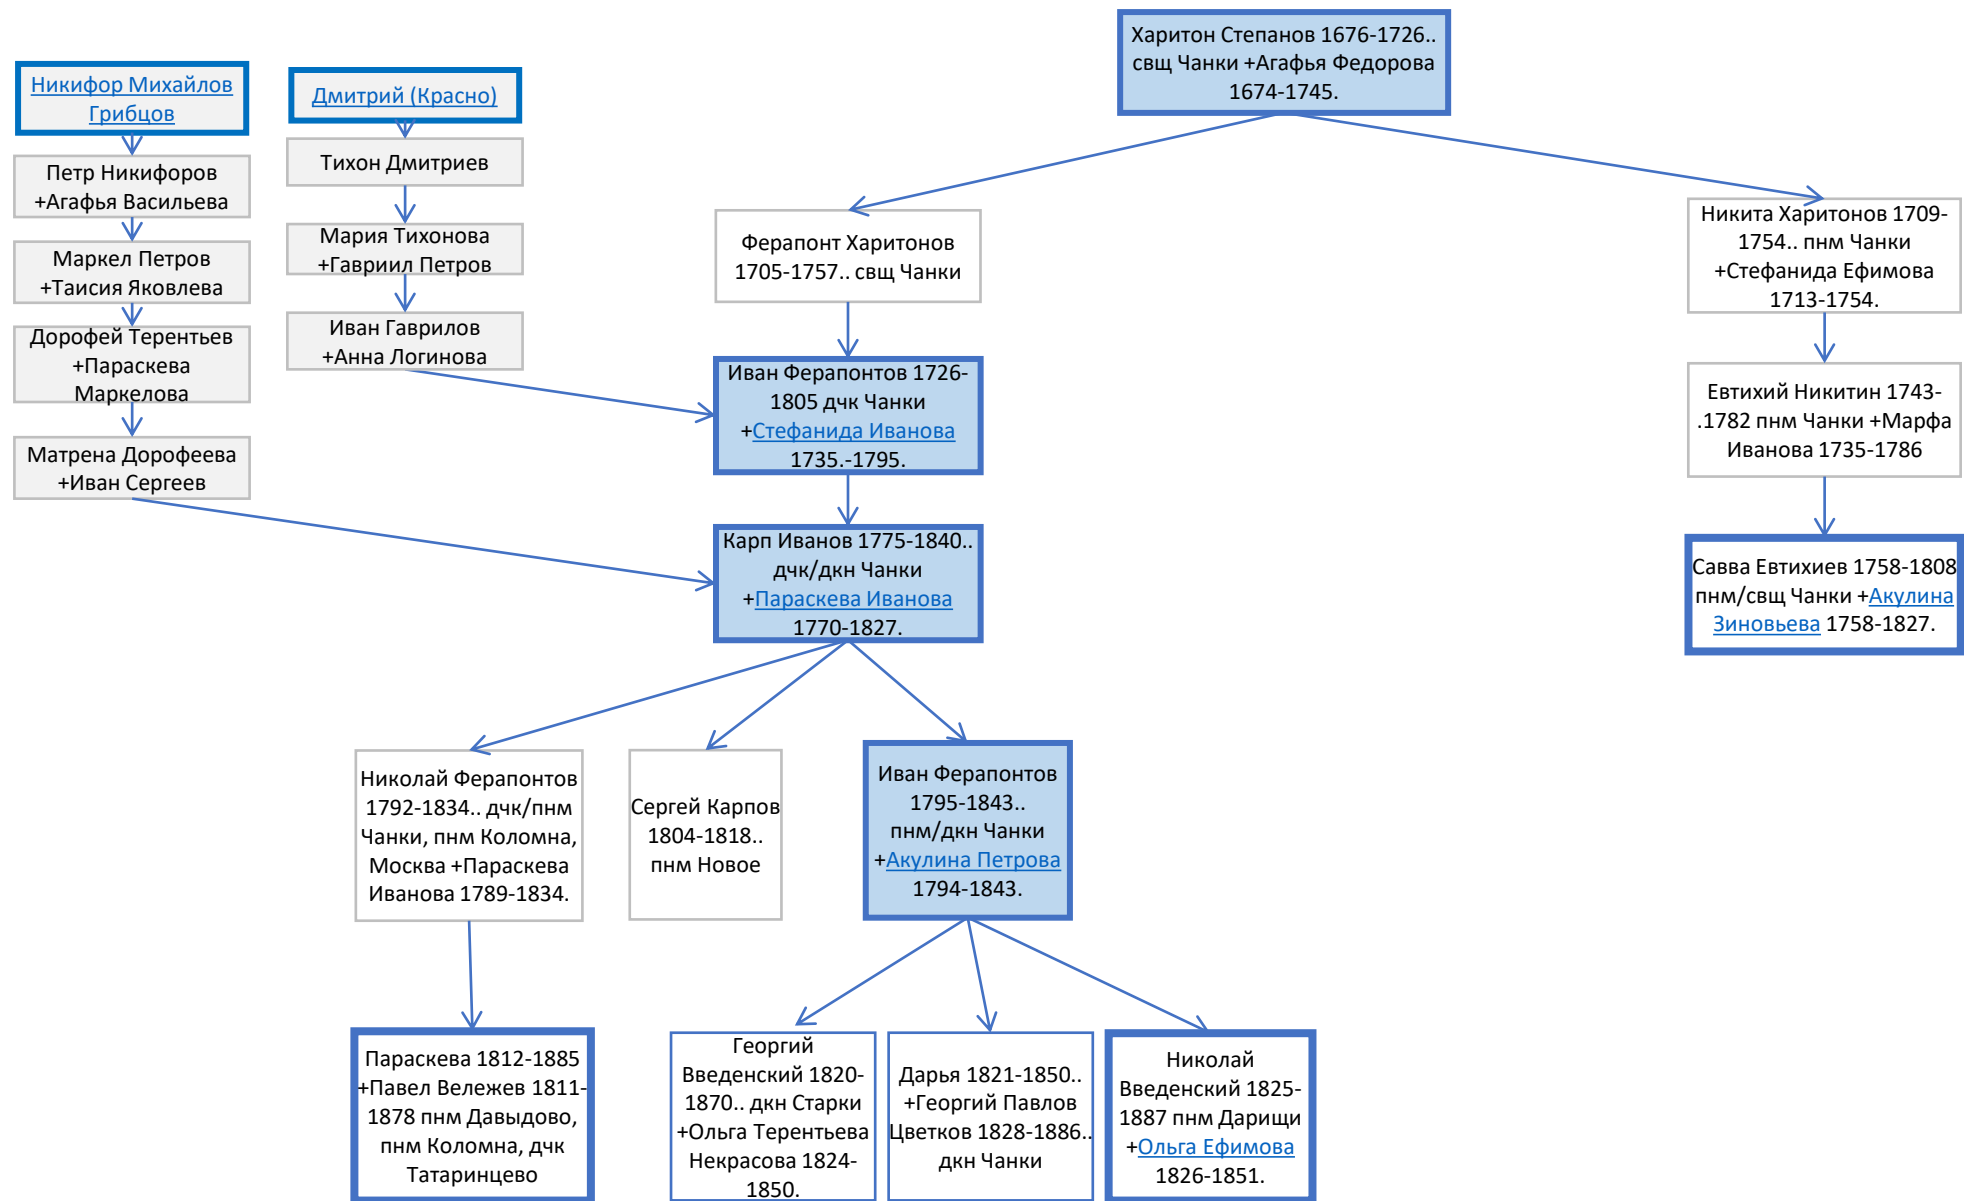 Харитон Степанов 1676-1726..
свщ Чанки +Агафья Федорова
1674-1745.
Никифор Михайлов
Грибцов
Дмитрий (Красно)
Петр Никифоров
+Агафья Васильева
Тихон Дмитриев
Маркел Петров
+Таисия Яковлева
Мария Тихонова
+Гавриил Петров
Ферапонт Харитонов
1705-1757.. свщ Чанки
Никита Харитонов 1709-
1754.. пнм Чанки
+Стефанида Ефимова
1713-1754.
Дорофей Терентьев
+Параскева
Маркелова
Иван Гаврилов
+Анна Логинова
Иван Ферапонтов 1726-
1805 дчк Чанки
+Стефанида Иванова
1735.-1795.
Евтихий Никитин 1743-
.1782 пнм Чанки +Марфа
Иванова 1735-1786
Матрена Дорофеева
+Иван Сергеев
Карп Иванов 1775-1840..
дчк/дкн Чанки
+Параскева Иванова
1770-1827.
Савва Евтихиев 1758-1808
пнм/свщ Чанки +Акулина
Зиновьева 1758-1827.
Николай Ферапонтов
1792-1834.. дчк/пнм
Чанки, пнм Коломна,
Москва +Параскева
Иванова 1789-1834.
Сергей Карпов
1804-1818..
пнм Новое
Иван Ферапонтов
1795-1843..
пнм/дкн Чанки
+Акулина Петрова
1794-1843.
Параскева 1812-1885
+Павел Вележев 1811-
1878 пнм Давыдово,
пнм Коломна, дчк
Татаринцево
Георгий
Введенский 1820-
1870.. дкн Старки
+Ольга Терентьева
Некрасова 1824-
1850.
Дарья 1821-1850..
+Георгий Павлов
Цветков 1828-1886..
дкн Чанки
Николай
Введенский 1825-
1887 пнм Дарищи
+Ольга Ефимова
1826-1851.